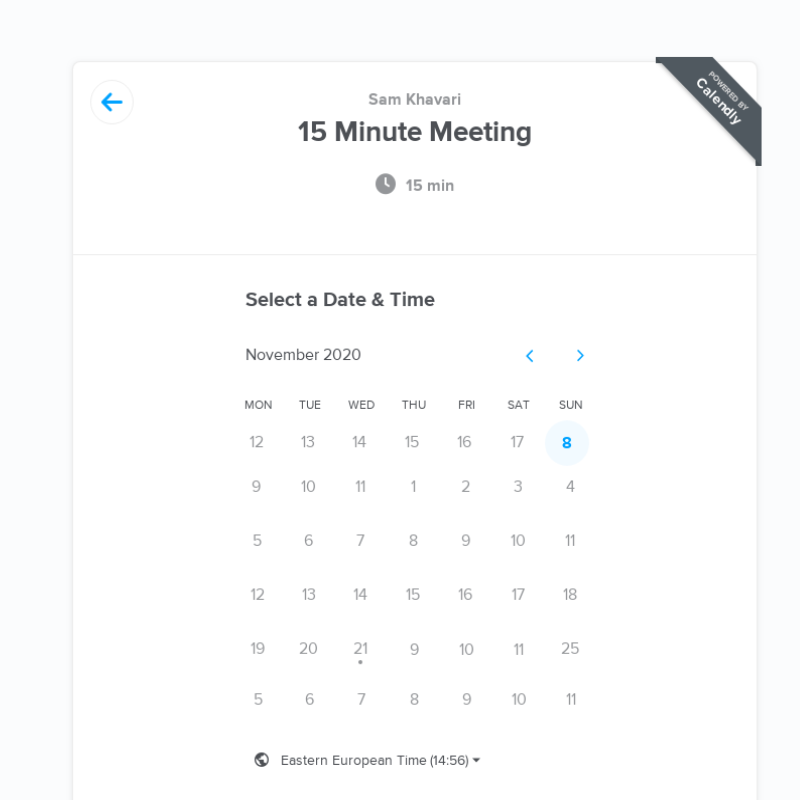 POWERED BY
Calendly
Sam Khavari
15 Minute Meeting
15 min
Select a Date & Time
November 2020
MON TUE WED THU FRI SAT SUN
12 13 14 15 16 17 8
9 10 11 1 2 3 4
5 6 7 8 9 10 11
12 13 14 15 16 17 18
19 20 21 9 10 11 25
5 6 7 8 9 10 11
Eastern European Time (14:56)